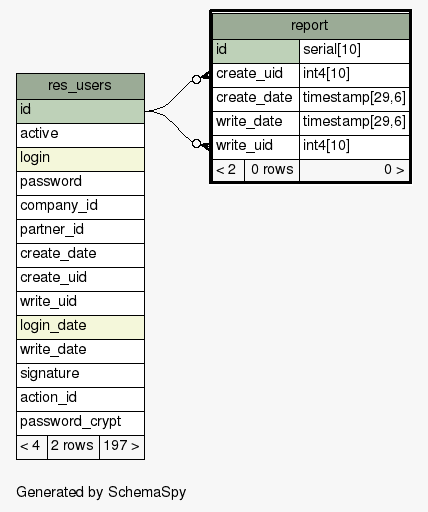 report
id serial[10]
create_uid int4[10]
create_date timestamp[29,6]
write_date timestamp[29,6]
write_uid int4[10]
< 2 0 rows 0 >
res_users
id
active
login
password
company_id
partner_id
create_date
create_uid
write_uid
login_date
write_date
signature
action_id
password_crypt
< 4 2 rows 197 >
Generated by SchemaSpy